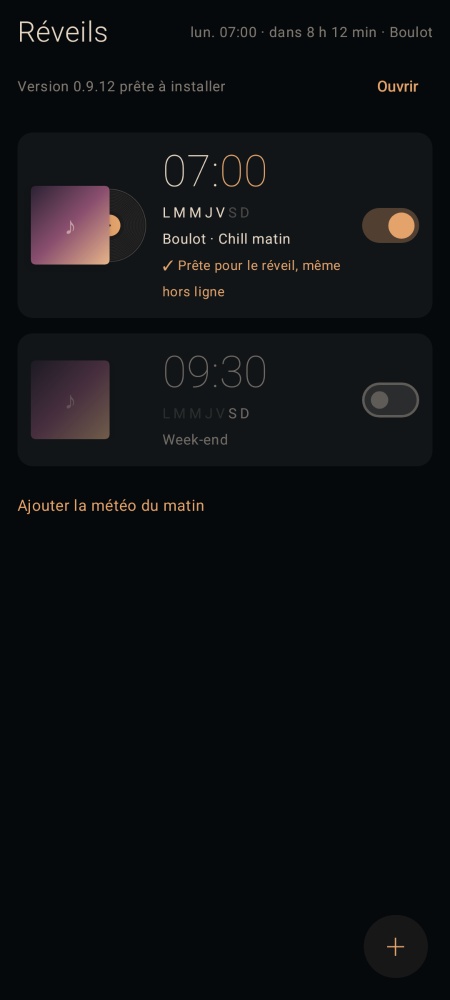 Réveils
lun. 07:00 · dans 8 h 12 min · Boulot
Version 0.9.12 prête à installer
Ouvrir
07:00
LMMJVSD
Boulot · Chill matin
✓ Prête pour le réveil, même
hors ligne
09:30
LMMJVSD
Week-end
Ajouter la météo du matin